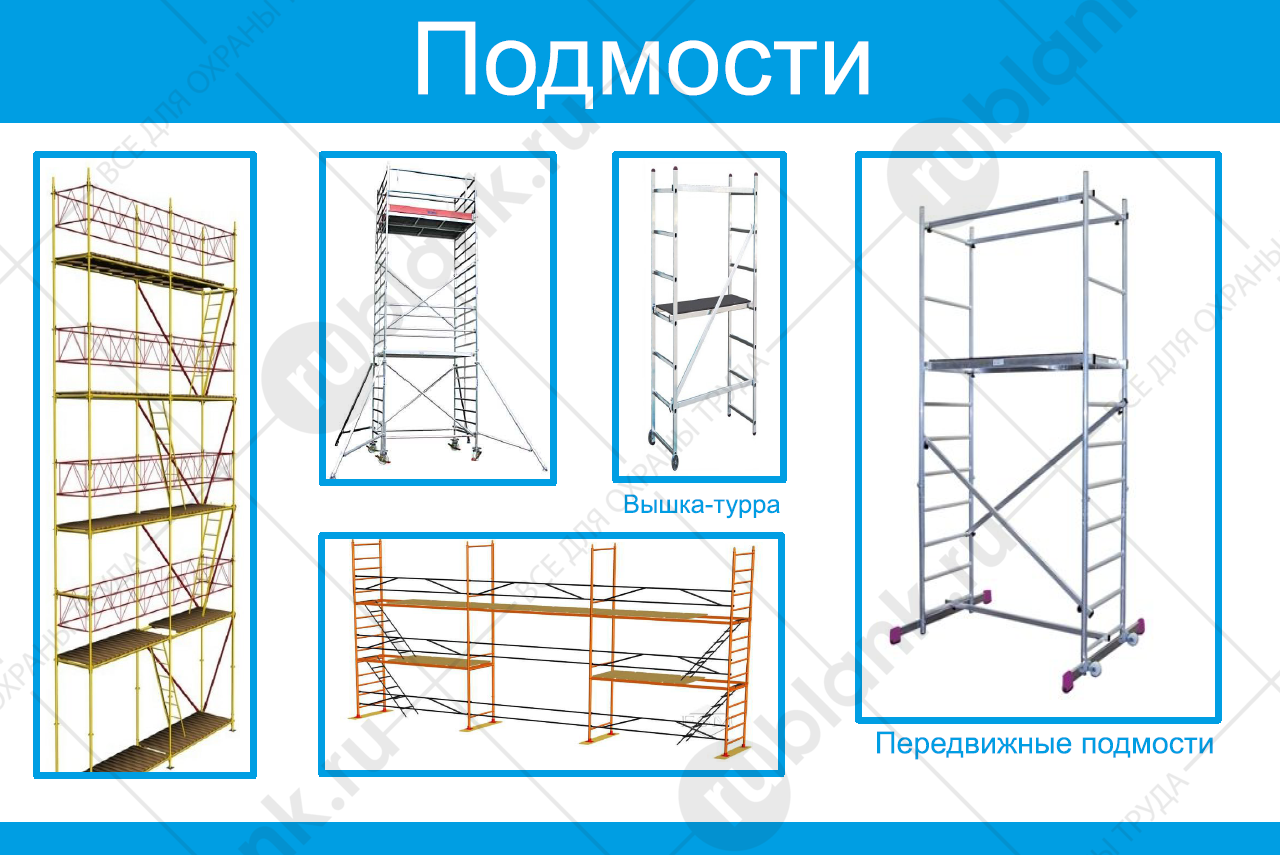 Подмости
Вышка-турра
Передвижные подмости
rublank.ru
ВСЕ ДЛЯ ОХРАНЫ ТРУДА
rublank.ru
ВСЕ ДЛЯ ОХРАНЫ ТРУДА
rublank.ru
ВСЕ ДЛЯ ОХРАНЫ ТРУДА